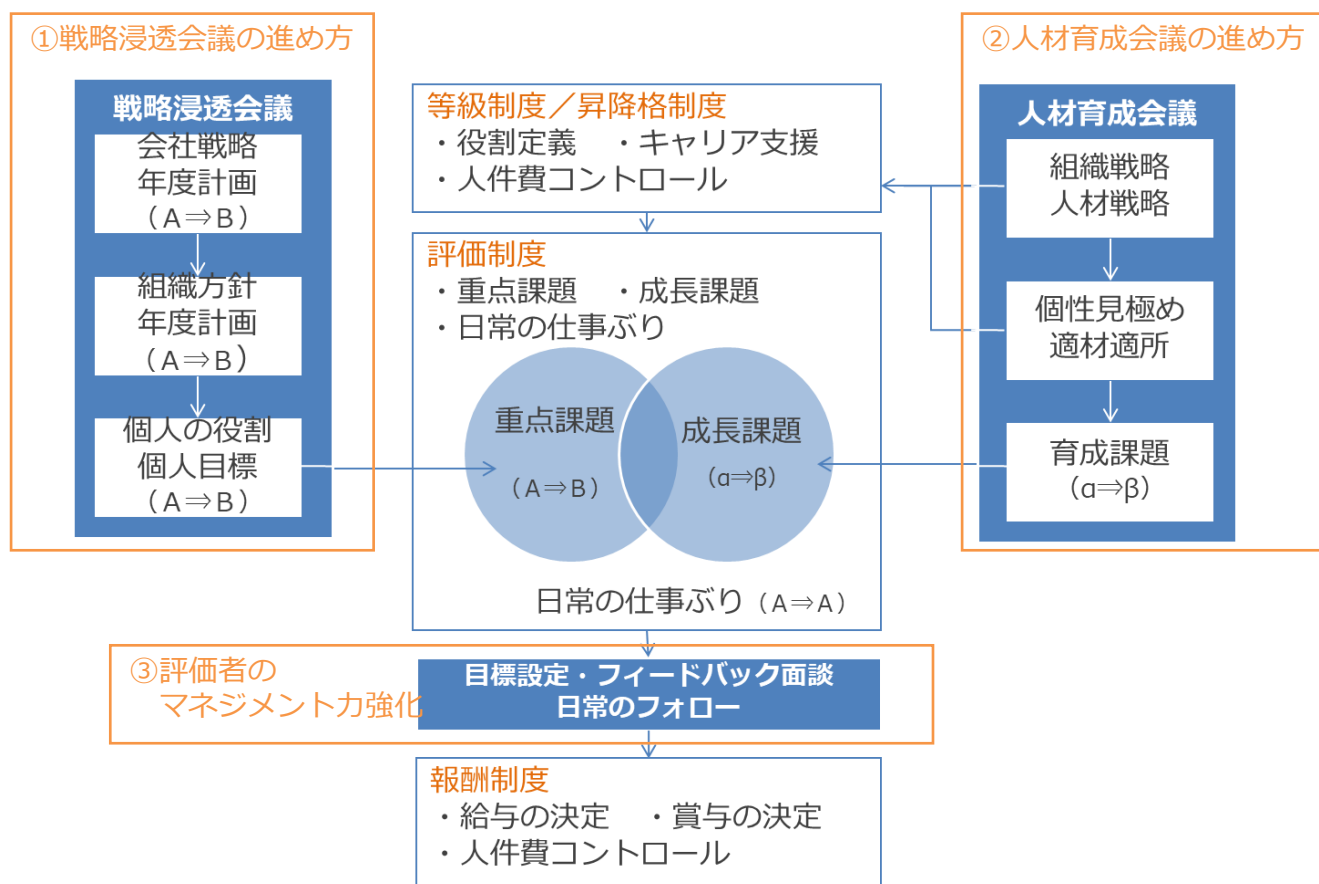 ①戦略浸透会議の進め方
戦略浸透会議
会社戦略
年度計画
(A⇒B)
組織方針
年度計画
(A⇒B)
個人の役割
個人目標
(A⇒B)
等級制度／昇降格制度
・役割定義　・キャリア支援
・人件費コントロール
評価制度
・重点課題　・成長課題
・日常の仕事ぶり
重点課題
(A⇒B)
成長課題
(α⇒β)
日常の仕事ぶり(A⇒A)
②人材育成会議の進め方
人材育成会議
組織戦略
人材戦略
個性見極め
適材適所
育成課題
(α⇒β)
③評価者の
マネジメント力強化
目標設定・フィードバック面談
日常のフォロー
報酬制度
・給与の決定　・賞与の決定
・人件費コントロール